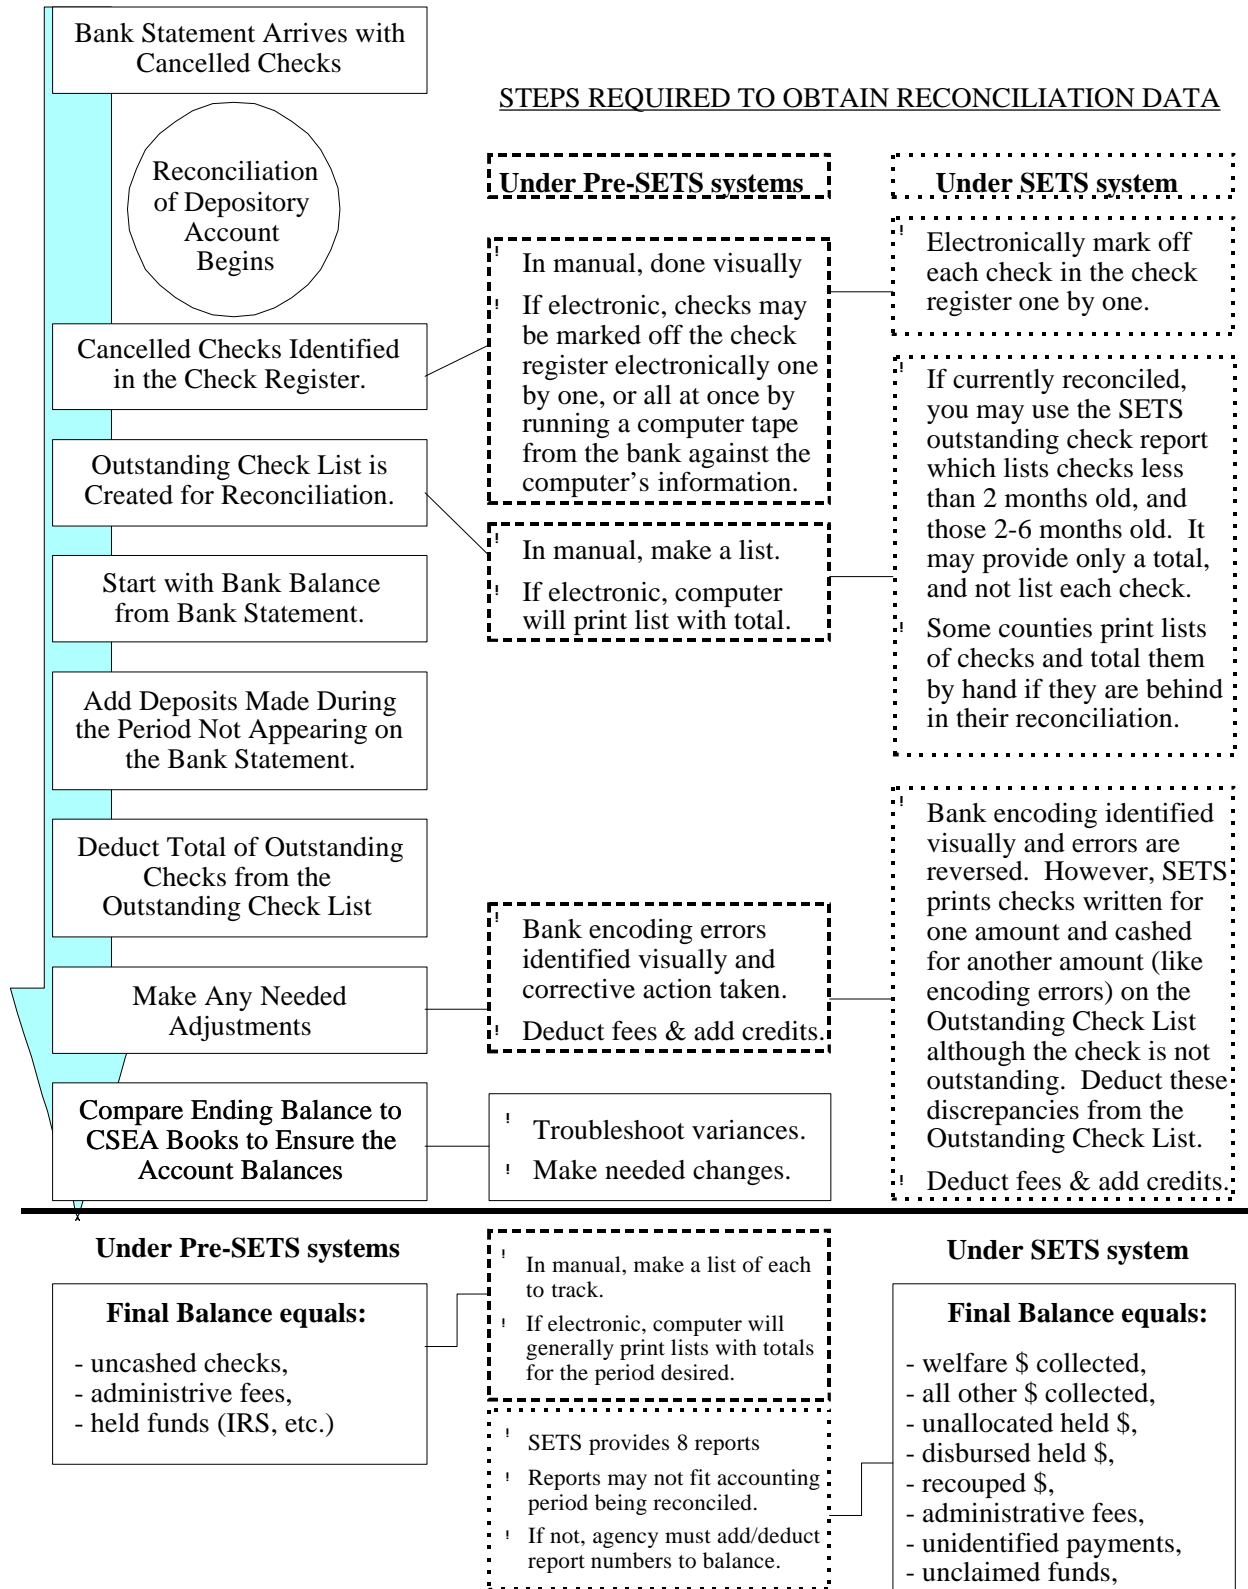 Bank Statement Arrives with
Cancelled Checks
STEPS REQUIRED TO OBTAIN RECONCILIATION DATA
Reconciliation
of Depository
Account
Begins
Under Pre-SETS systems
Under SETS system
Cancelled Checks Identified
in the Check Register.
! In manual, done visually
! If electronic, checks may
be marked off the check
register electronically one
by one, or all at once by
running a computer tape
from the bank against the
computer’s information.
! Electronically mark off
each check in the check
register one by one.
Outstanding Check List is
Created for Reconciliation.
! In manual, make a list.
! If electronic, computer
will print list with total.
! If currently reconciled,
you may use the SETS
outstanding check report
which lists checks less
than 2 months old, and
those 2-6 months old. It
may provide only a total,
and not list each check.
! Some counties print lists
of checks and total them
by hand if they are behind
in their reconciliation.
Start with Bank Balance
from Bank Statement.
Add Deposits Made During
the Period Not Appearing on
the Bank Statement.
Deduct Total of Outstanding
Checks from the
Outstanding Check List
Make Any Needed
Adjustments
! Bank encoding errors
identified visually and
corrective action taken.
! Deduct fees & add credits.
! Bank encoding identified
visually and errors are
reversed. However, SETS
prints checks written for
one amount and cashed
for another amount (like
encoding errors) on the
Outstanding Check List
although the check is not
outstanding. Deduct these
discrepancies from the
Outstanding Check List.
! Deduct fees & add credits.
Compare Ending Balance to
CSEA Books to Ensure the
Account Balances
! Troubleshoot variances.
! Make needed changes.
Under Pre-SETS systems
Final Balance equals:
- uncashed checks,
- administrive fees,
- held funds (IRS, etc.)
! In manual, make a list of each
to track.
! If electronic, computer will
generally print lists with totals
for the period desired.
! SETS provides 8 reports
! Reports may not fit accounting
period being reconciled.
! If not, agency must add/deduct
report numbers to balance.
Under SETS system
Final Balance equals:
- welfare $ collected,
- all other $ collected,
- unallocated held $,
- disbursed held $,
- recouped $,
- administrative fees,
- unidentified payments,
- unclaimed funds,